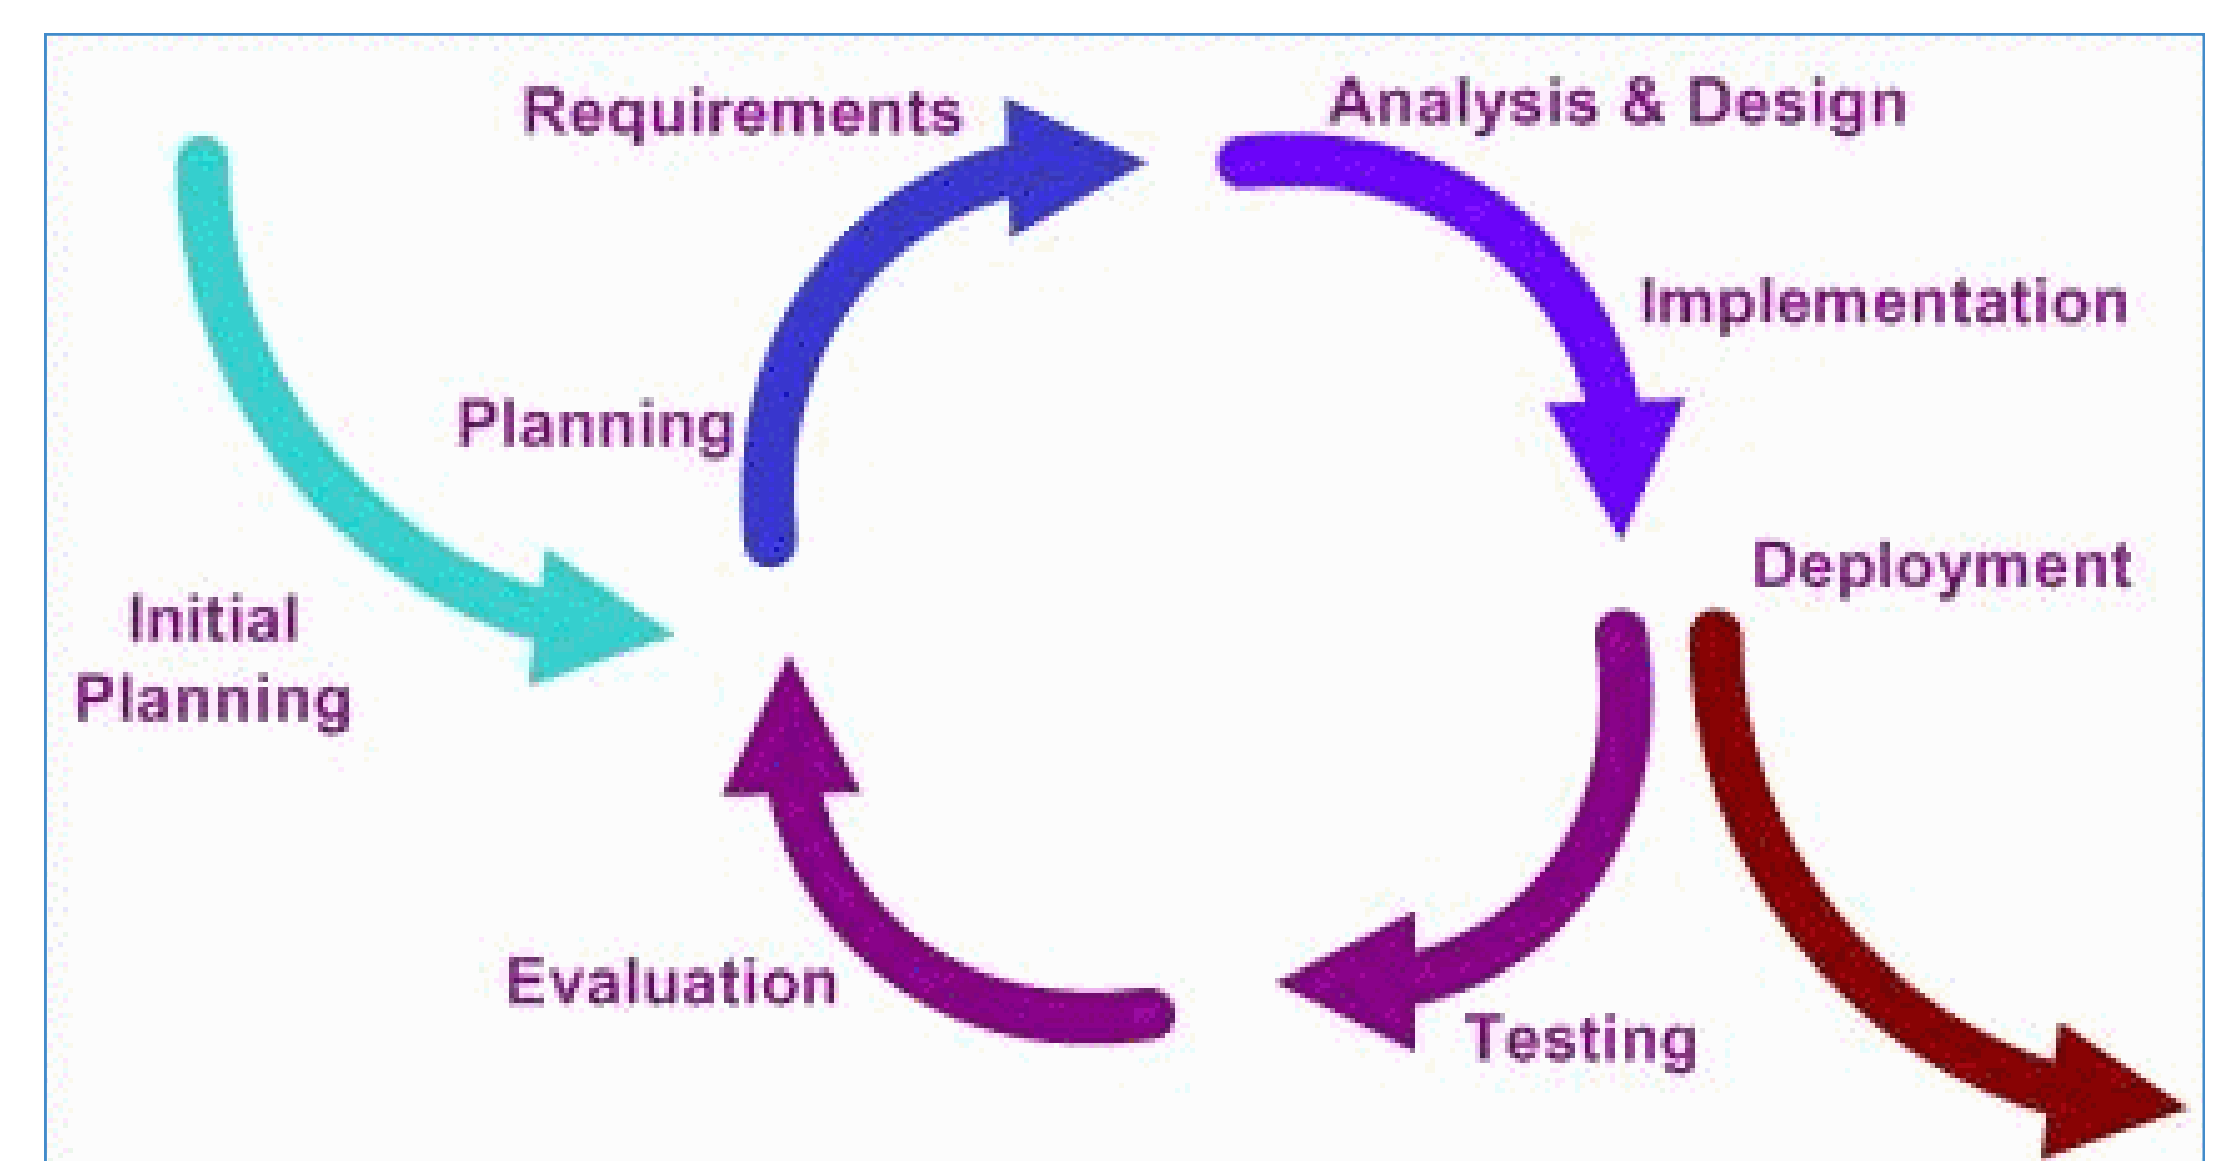 Requirements
Analysis & Design
Implementation
Planning
Deployment
Initial
Planning
Evaluation
Testing